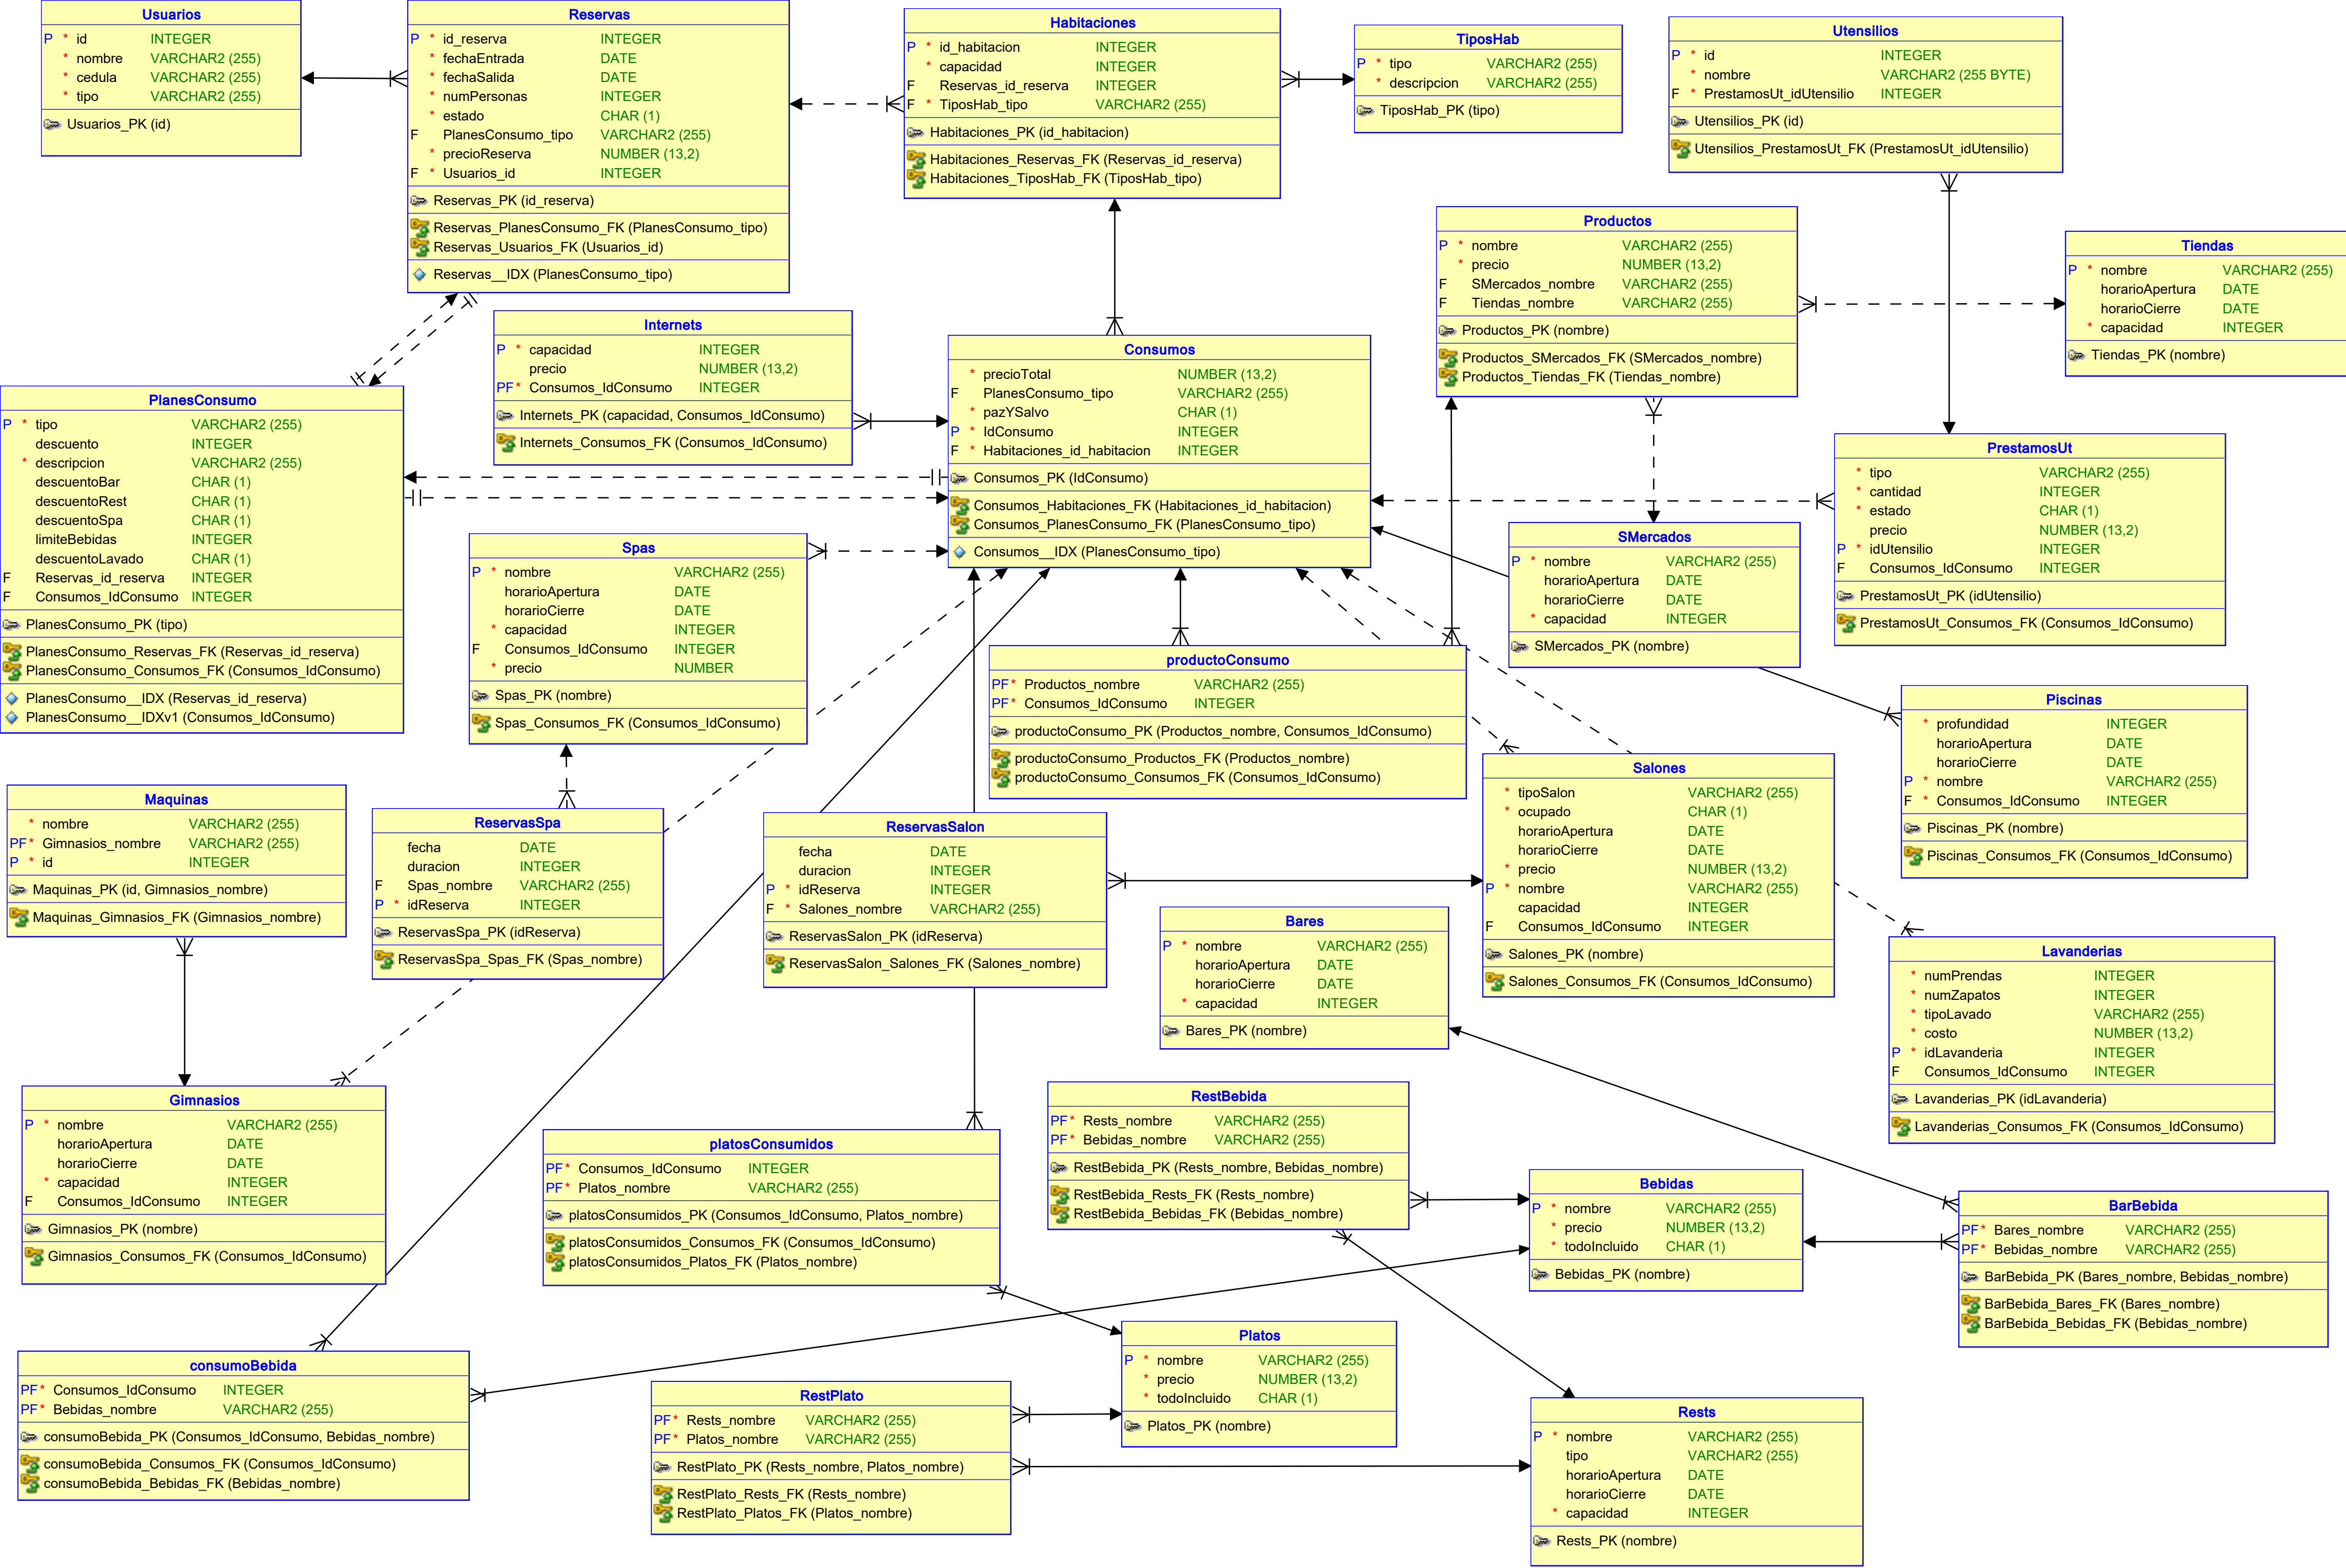 Usuarios
P * id INTEGER
* nombre VARCHAR2 (255)
* cedula VARCHAR2 (255)
* tipo VARCHAR2 (255)
Usuarios_PK (id)
Reservas
P * id_reserva INTEGER
* fechaEntrada DATE
* fechaSalida DATE
* numPersonas INTEGER
* estado CHAR (1)
F PlanesConsumo_tipo VARCHAR2 (255)
* precioReserva NUMBER (13,2)
F * Usuarios_id INTEGER
Reservas_PK (id_reserva)
Reservas_PlanesConsumo_FK (PlanesConsumo_tipo)
Reservas_Usuarios_FK (Usuarios_id)
Reservas__IDX (PlanesConsumo_tipo)
Habitaciones
P * id_habitacion INTEGER
* capacidad INTEGER
F Reservas_id_reserva INTEGER
F * TiposHab_tipo VARCHAR2 (255)
Habitaciones_PK (id_habitacion)
Habitaciones_Reservas_FK (Reservas_id_reserva)
Habitaciones_TiposHab_FK (TiposHab_tipo)
TiposHab
P * tipo VARCHAR2 (255)
* descripcion VARCHAR2 (255)
TiposHab_PK (tipo)
Utensilios
P * id INTEGER
* nombre VARCHAR2 (255 BYTE)
F * PrestamosUt_idUtensilio INTEGER
Utensilios_PK (id)
Utensilios_PrestamosUt_FK (PrestamosUt_idUtensilio)
Productos
P * nombre VARCHAR2 (255)
* precio NUMBER (13,2)
F SMercados_nombre VARCHAR2 (255)
F Tiendas_nombre VARCHAR2 (255)
Productos_PK (nombre)
Productos_SMercados_FK (SMercados_nombre)
Productos_Tiendas_FK (Tiendas_nombre)
Tiendas
P * nombre VARCHAR2 (255)
horarioApertura DATE
horarioCierre DATE
* capacidad INTEGER
Tiendas_PK (nombre)
Internets
P * capacidad INTEGER
precio NUMBER (13,2)
PF * Consumos_IdConsumo INTEGER
Internets_PK (capacidad, Consumos_IdConsumo)
Internets_Consumos_FK (Consumos_IdConsumo)
Consumos
* precioTotal NUMBER (13,2)
F PlanesConsumo_tipo VARCHAR2 (255)
* pazYSalvo CHAR (1)
P * IdConsumo INTEGER
F * Habitaciones_id_habitacion INTEGER
Consumos_PK (IdConsumo)
Consumos_Habitaciones_FK (Habitaciones_id_habitacion)
Consumos_PlanesConsumo_FK (PlanesConsumo_tipo)
Consumos__IDX (PlanesConsumo_tipo)
PlanesConsumo
P * tipo VARCHAR2 (255)
descuento INTEGER
* descripcion VARCHAR2 (255)
descuentoBar CHAR (1)
descuentoRest CHAR (1)
descuentoSpa CHAR (1)
limiteBebidas INTEGER
descuentoLavado CHAR (1)
F Reservas_id_reserva INTEGER
F Consumos_IdConsumo INTEGER
PlanesConsumo_PK (tipo)
PlanesConsumo_Reservas_FK (Reservas_id_reserva)
PlanesConsumo_Consumos_FK (Consumos_IdConsumo)
PlanesConsumo__IDX (Reservas_id_reserva)
PlanesConsumo__IDXv1 (Consumos_IdConsumo)
PrestamosUt
* tipo VARCHAR2 (255)
* cantidad INTEGER
* estado CHAR (1)
precio NUMBER (13,2)
P * idUtensilio INTEGER
F Consumos_IdConsumo INTEGER
PrestamosUt_PK (idUtensilio)
PrestamosUt_Consumos_FK (Consumos_IdConsumo)
SMercados
P * nombre VARCHAR2 (255)
horarioApertura DATE
horarioCierre DATE
* capacidad INTEGER
SMercados_PK (nombre)
Spas
P * nombre VARCHAR2 (255)
horarioApertura DATE
horarioCierre DATE
* capacidad INTEGER
F Consumos_IdConsumo INTEGER
* precio NUMBER
Spas_PK (nombre)
Spas_Consumos_FK (Consumos_IdConsumo)
productoConsumo
PF * Productos_nombre VARCHAR2 (255)
PF * Consumos_IdConsumo INTEGER
productoConsumo_PK (Productos_nombre, Consumos_IdConsumo)
productoConsumo_Productos_FK (Productos_nombre)
productoConsumo_Consumos_FK (Consumos_IdConsumo)
Piscinas
* profundidad INTEGER
horarioApertura DATE
horarioCierre DATE
P * nombre VARCHAR2 (255)
F * Consumos_IdConsumo INTEGER
Piscinas_PK (nombre)
Piscinas_Consumos_FK (Consumos_IdConsumo)
Salones
* tipoSalon VARCHAR2 (255)
* ocupado CHAR (1)
horarioApertura DATE
horarioCierre DATE
* precio NUMBER (13,2)
P * nombre VARCHAR2 (255)
capacidad INTEGER
F Consumos_IdConsumo INTEGER
Salones_PK (nombre)
Salones_Consumos_FK (Consumos_IdConsumo)
Maquinas
* nombre VARCHAR2 (255)
PF * Gimnasios_nombre VARCHAR2 (255)
P * id INTEGER
Maquinas_PK (id, Gimnasios_nombre)
Maquinas_Gimnasios_FK (Gimnasios_nombre)
ReservasSpa
fecha DATE
duracion INTEGER
F Spas_nombre VARCHAR2 (255)
P * idReserva INTEGER
ReservasSpa_PK (idReserva)
ReservasSpa_Spas_FK (Spas_nombre)
ReservasSalon
fecha DATE
duracion INTEGER
P * idReserva INTEGER
F * Salones_nombre VARCHAR2 (255)
ReservasSalon_PK (idReserva)
ReservasSalon_Salones_FK (Salones_nombre)
Bares
P * nombre VARCHAR2 (255)
horarioApertura DATE
horarioCierre DATE
* capacidad INTEGER
Bares_PK (nombre)
Lavanderias
* numPrendas INTEGER
* numZapatos INTEGER
* tipoLavado VARCHAR2 (255)
* costo NUMBER (13,2)
P * idLavanderia INTEGER
F Consumos_IdConsumo INTEGER
Lavanderias_PK (idLavanderia)
Lavanderias_Consumos_FK (Consumos_IdConsumo)
Gimnasios
P * nombre VARCHAR2 (255)
horarioApertura DATE
horarioCierre DATE
* capacidad INTEGER
F Consumos_IdConsumo INTEGER
Gimnasios_PK (nombre)
Gimnasios_Consumos_FK (Consumos_IdConsumo)
platosConsumidos
PF * Consumos_IdConsumo INTEGER
PF * Platos_nombre VARCHAR2 (255)
platosConsumidos_PK (Consumos_IdConsumo, Platos_nombre)
platosConsumidos_Consumos_FK (Consumos_IdConsumo)
platosConsumidos_Platos_FK (Platos_nombre)
RestBebida
PF * Rests_nombre VARCHAR2 (255)
PF * Bebidas_nombre VARCHAR2 (255)
RestBebida_PK (Rests_nombre, Bebidas_nombre)
RestBebida_Rests_FK (Rests_nombre)
RestBebida_Bebidas_FK (Bebidas_nombre)
Bebidas
P * nombre VARCHAR2 (255)
* precio NUMBER (13,2)
* todoIncluido CHAR (1)
Bebidas_PK (nombre)
BarBebida
PF * Bares_nombre VARCHAR2 (255)
PF * Bebidas_nombre VARCHAR2 (255)
BarBebida_PK (Bares_nombre, Bebidas_nombre)
BarBebida_Bares_FK (Bares_nombre)
BarBebida_Bebidas_FK (Bebidas_nombre)
consumoBebida
PF * Consumos_IdConsumo INTEGER
PF * Bebidas_nombre VARCHAR2 (255)
consumoBebida_PK (Consumos_IdConsumo, Bebidas_nombre)
consumoBebida_Consumos_FK (Consumos_IdConsumo)
consumoBebida_Bebidas_FK (Bebidas_nombre)
Platos
P * nombre VARCHAR2 (255)
* precio NUMBER (13,2)
* todoIncluido CHAR (1)
Platos_PK (nombre)
RestPlato
PF * Rests_nombre VARCHAR2 (255)
PF * Platos_nombre VARCHAR2 (255)
RestPlato_PK (Rests_nombre, Platos_nombre)
RestPlato_Rests_FK (Rests_nombre)
RestPlato_Platos_FK (Platos_nombre)
Rests
P * nombre VARCHAR2 (255)
tipo VARCHAR2 (255)
horarioApertura DATE
horarioCierre DATE
* capacidad INTEGER
Rests_PK (nombre)